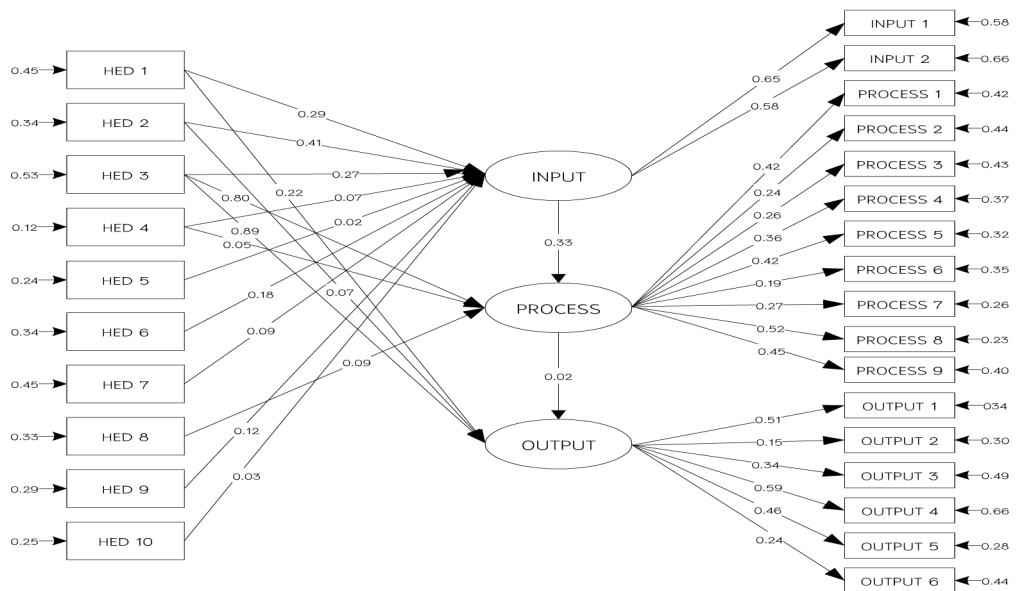 0.45 HED 1
0.34 HED 2
0.53 HED 3
0.12 HED 4
0.24 HED 5
0.34 HED 6
0.45 HED 7
0.33 HED 8
0.29 HED 9
0.25 HED 10
0.29
0.41
0.27
0.80
0.22
0.07
0.05
0.89
0.02
0.07
0.18
0.09
0.09
0.12
0.03
INPUT
0.33
PROCESS
0.02
OUTPUT
0.65
0.58
0.42
0.24
0.26
0.36
0.42
0.19
0.27
0.52
0.45
0.51
0.15
0.34
0.59
0.46
0.24
INPUT 1 0.58
INPUT 2 0.66
PROCESS 1 0.42
PROCESS 2 0.44
PROCESS 3 0.43
PROCESS 4 0.37
PROCESS 5 0.32
PROCESS 6 0.35
PROCESS 7 0.26
PROCESS 8 0.23
PROCESS 9 0.40
OUTPUT 1 034
OUTPUT 2 0.30
OUTPUT 3 0.49
OUTPUT 4 0.66
OUTPUT 5 0.28
OUTPUT 6 0.44